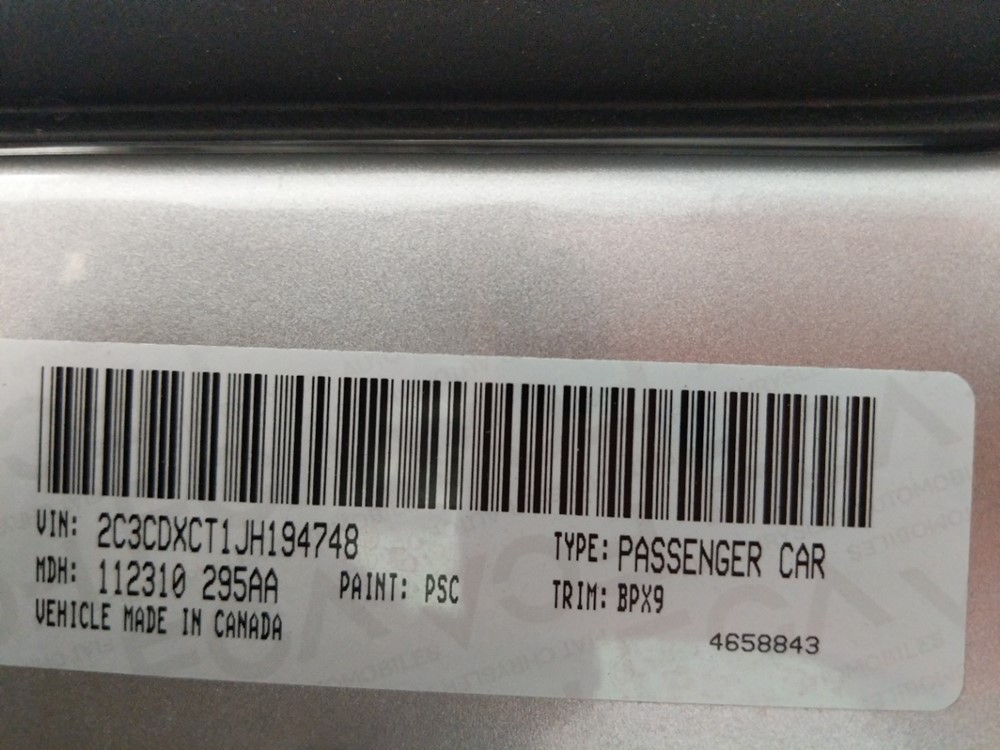 VIN: 2C3CDXCT1JH194748
TYPE: PASSENGER CAR
MDH: 112310 295AA
PAINT: PSC
TRIM: BPX9
VEHICLE MADE IN CANADA
4658843